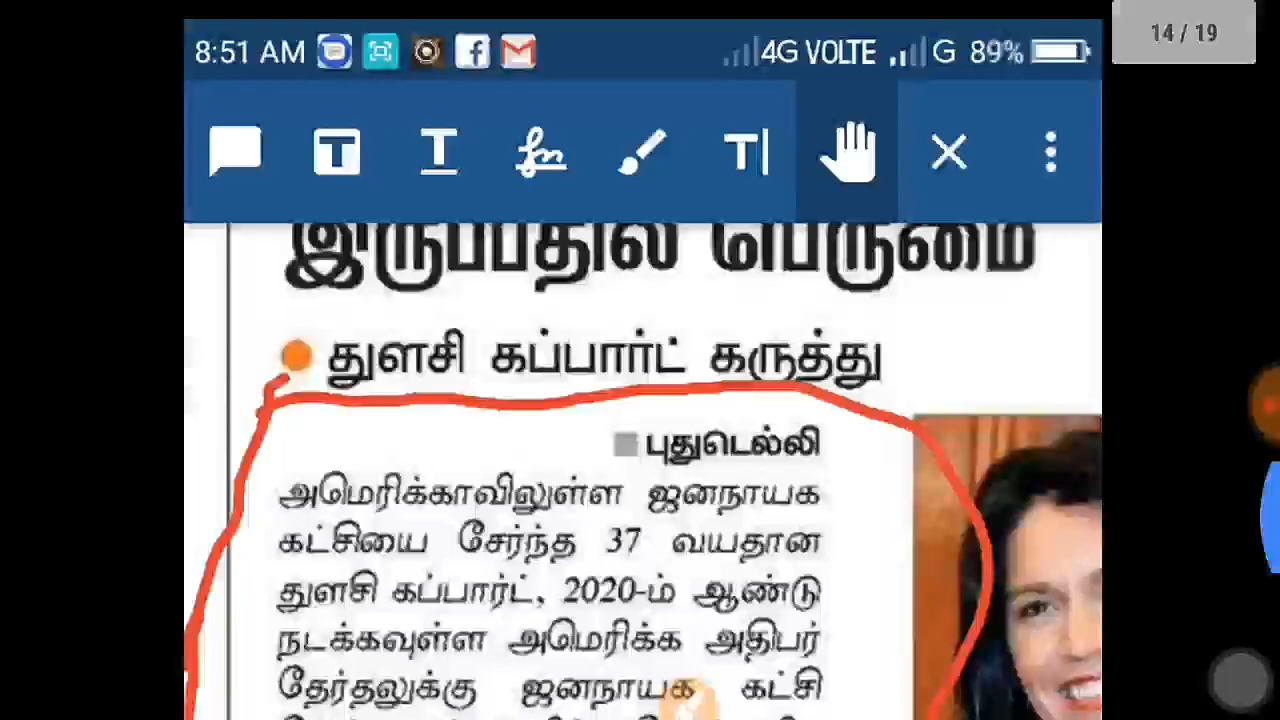 14 / 19
8:51 AM 4G VOLTE G 89%
T T T
இருப்பதில் பெருமை
துளசி கப்பார்ட் கருத்து
புதுடெல்லி
அமெரிக்காவிலுள்ள ஜனநாயக
கட்சியை சேர்ந்த 37 வயதான
துளசி கப்பார்ட், 2020-ம் ஆண்டு
நடக்கவுள்ள அமெரிக்க அதிபர்
தேர்தலுக்கு ஜனநாயக கட்சி